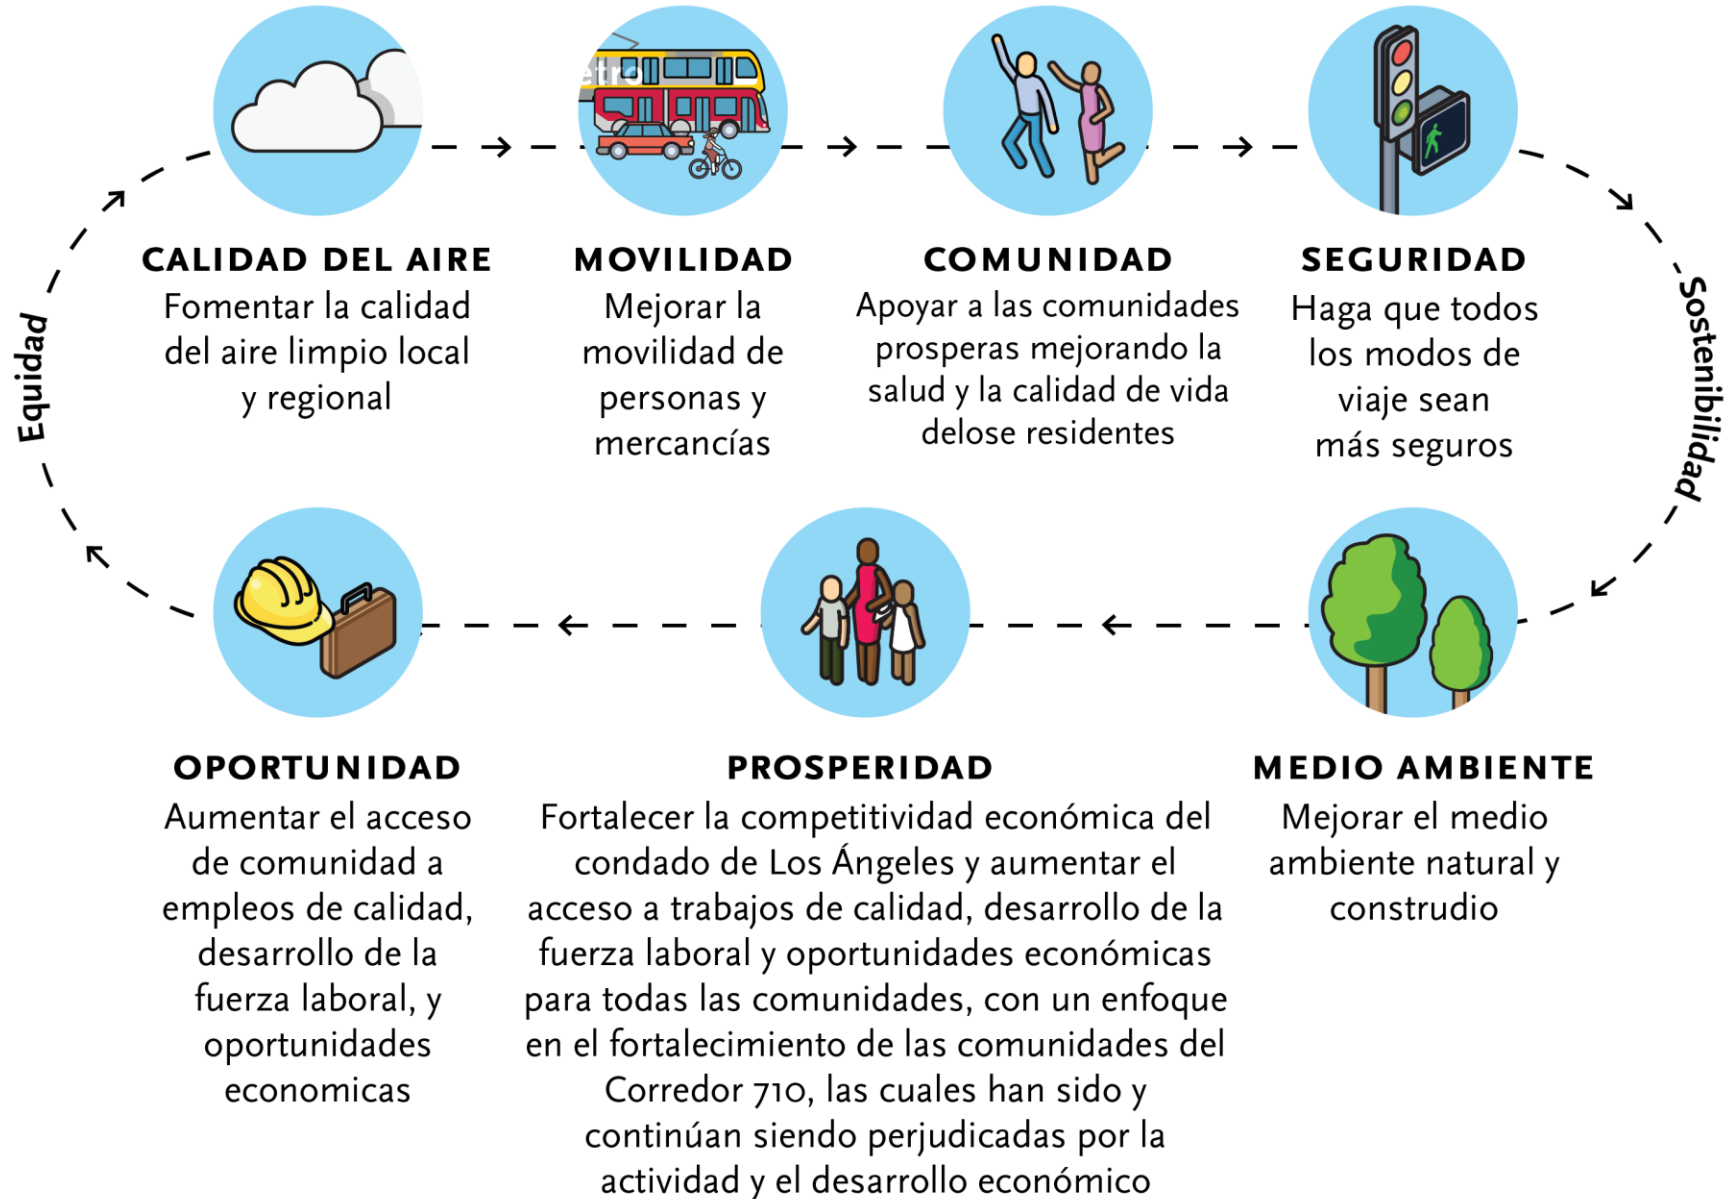 etro
CALIDAD DEL AIRE
Fomentar la calidad
del aire limpio local
y regional
MOVILIDAD
Mejorar la
movilidad de
personas y
mercancías
COMUNIDAD
Apoyar a las comunidades
prosperas mejorando la
salud y la calidad de vida
delose residentes
SEGURIDAD
Haga que todos
los modos de
viaje sean
más seguros
Sostenibilidad
MEDIO AMBIENTE
Mejorar el medio
ambiente natural y
construdio
PROSPERIDAD
Fortalecer la competitividad económica del
condado de Los Ángeles y aumentar el
acceso a trabajos de calidad, desarrollo de la
fuerza laboral y oportunidades económicas
para todas las comunidades, con un enfoque
en el fortalecimiento de las comunidades del
Corredor 710, las cuales han sido y
continúan siendo perjudicadas por la
actividad y el desarrollo económico
OPORTUNIDAD
Aumentar el acceso
de comunidad a
empleos de calidad,
desarrollo de la
fuerza laboral, y
oportunidades
economicas
Equidad